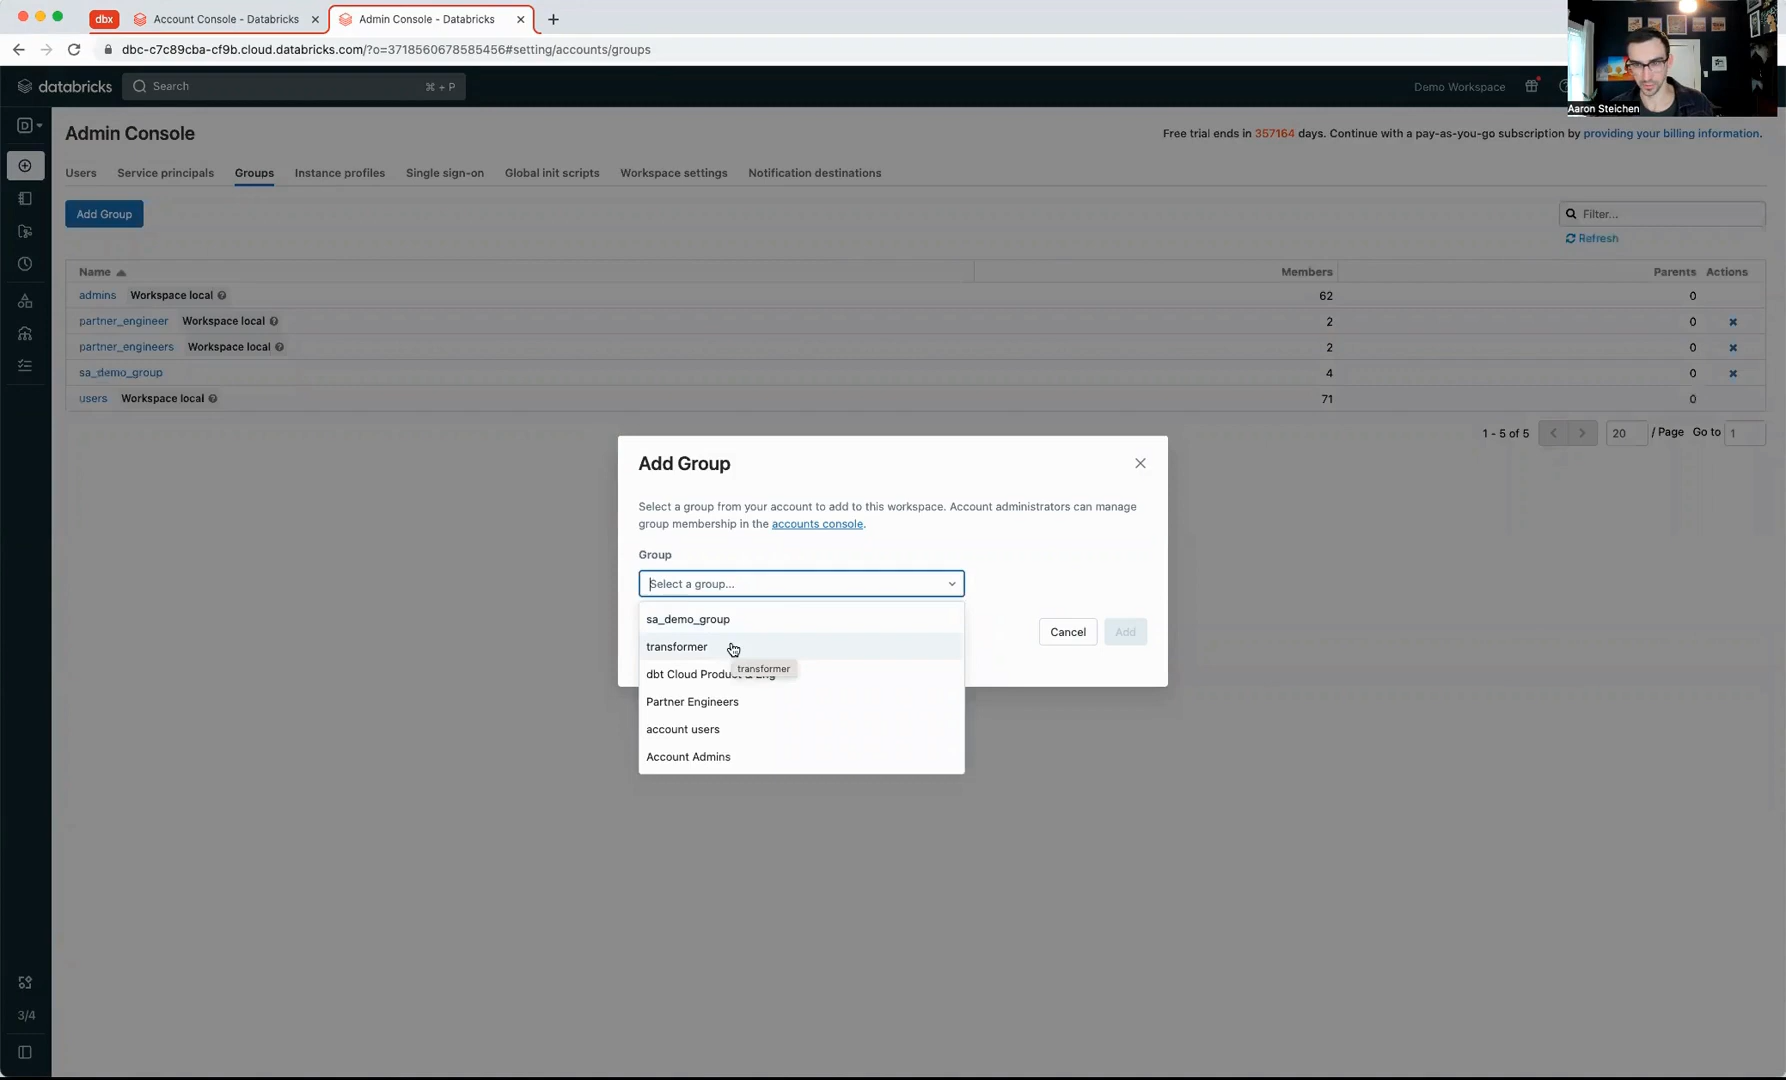 dbx
Account Console - Databricks
Admin Console - Databricks
dbc-c7c89cba-cf9b.cloud.databricks.com/?o=3718560678585456#setting/accounts/groups
databricks
Search
⌘ + P
Demo Workspace
Aaron Steichen
D
Admin Console
Free trial ends in 357164 days. Continue with a pay-as-you-go subscription by providing your billing information.
Users
Service principals
Groups
Instance profiles
Single sign-on
Global init scripts
Workspace settings
Notification destinations
Add Group
Filter...
Refresh
Name Members Parents Actions
admins Workspace local 62 0
partner_engineer Workspace local 2 0
partner_engineers Workspace local 2 0
sa_demo_group 4 0
users Workspace local 71 0
1 - 5 of 5 20 / Page Go to 1
Add Group
Select a group from your account to add to this workspace. Account administrators can manage
group membership in the accounts console.
Group
Select a group...
sa_demo_group
transformer
transformer
dbt Cloud Product & Eng
Partner Engineers
account users
Account Admins
Cancel
Add
3/4